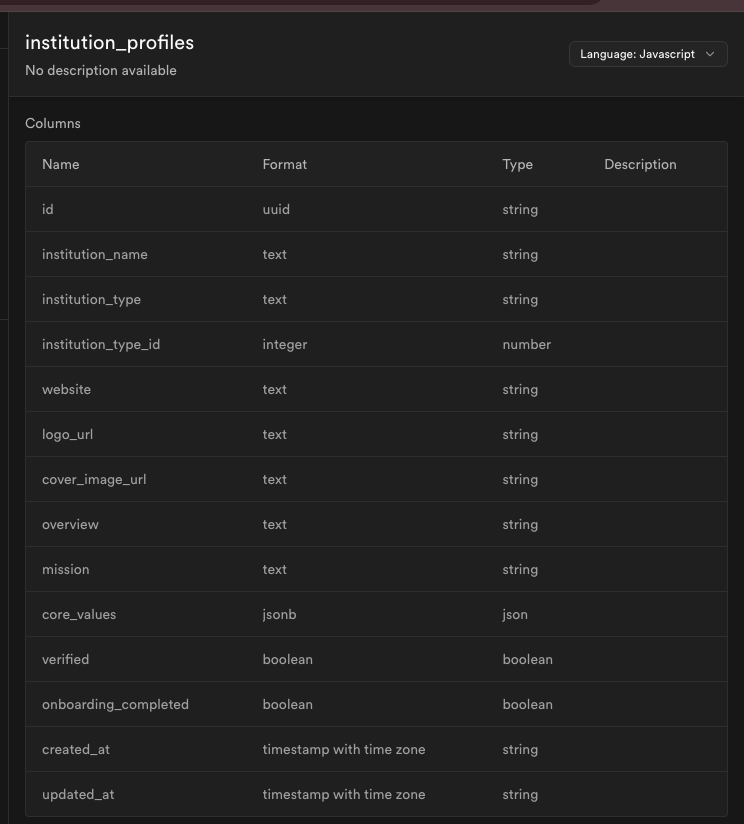 institution_profiles
No description available
Language: Javascript
Columns
Name Format Type Description
id uuid string
institution_name text string
institution_type text string
institution_type_id integer number
website text string
logo_url text string
cover_image_url text string
overview text string
mission text string
core_values jsonb json
verified boolean boolean
onboarding_completed boolean boolean
created_at timestamp with time zone string
updated_at timestamp with time zone string